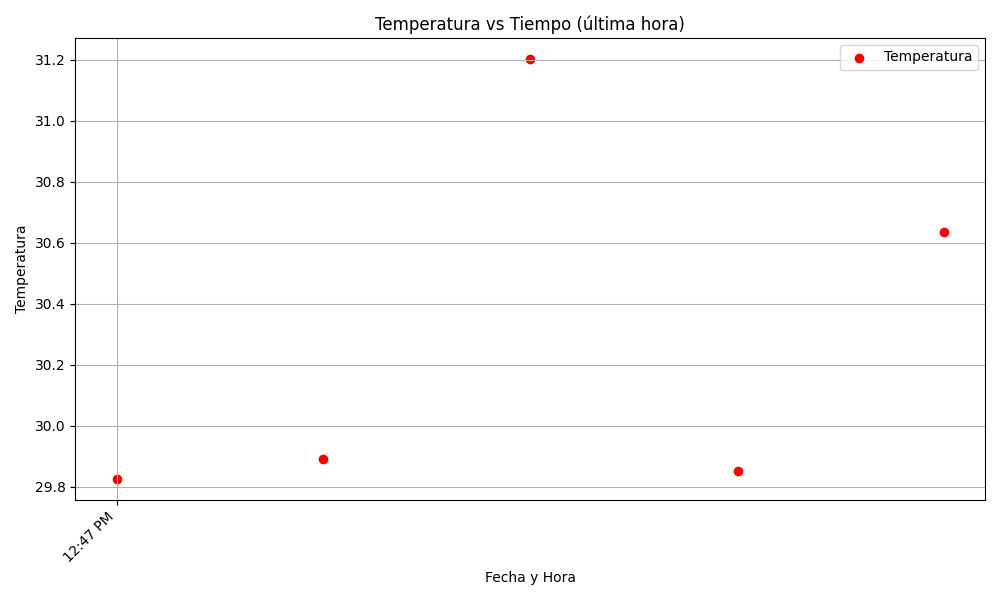 Temperatura vs Tiempo (última hora)
Temperatura
31.2
31.0
30.8
30.6
30.4
30.2
30.0
29.8
Temperatura
12:47 PM
Fecha y Hora